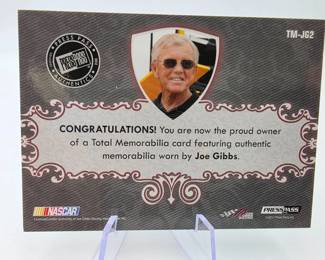 TM-JG2
PRESS PASS
AUTHENTICS
CONGRATULATIONS! You are now the proud owner
of a Total Memorabilia card featuring authentic
memorabilia worn by Joe Gibbs.
NASCAR
PRESS PASS